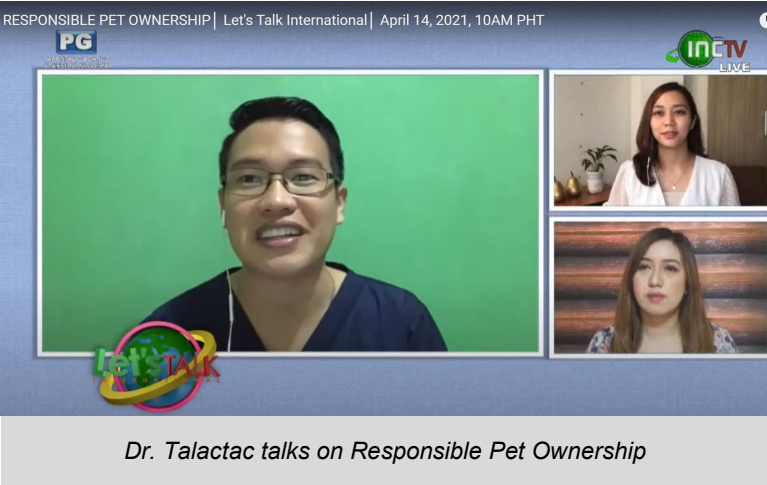 RESPONSIBLE PET OWNERSHIP│ Let's Talk International│ April 14, 2021, 10AM PHT
PG
INCTV
LIVE
Let's TALK
Dr. Talactac talks on Responsible Pet Ownership